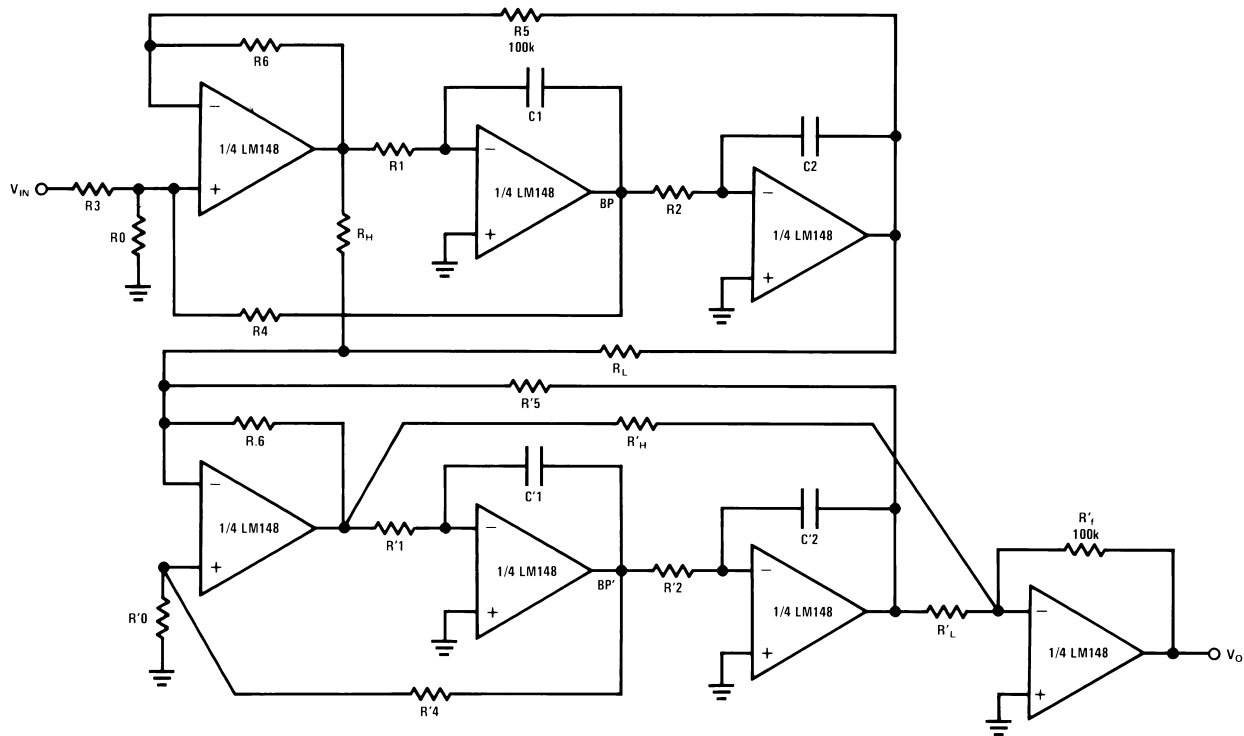 R5
100k
R6
C1
1/4 LM148
R1
1/4 LM148
C2
VIN
R3
BP
R2
1/4 LM148
R0
RH
R4
RL
R'5
R.6
R'H
C'1
1/4 LM148
R'1
C'2
R'f
100k
1/4 LM148
BP'
R'2
1/4 LM148
R'0
R'L
1/4 LM148
VO
R'4